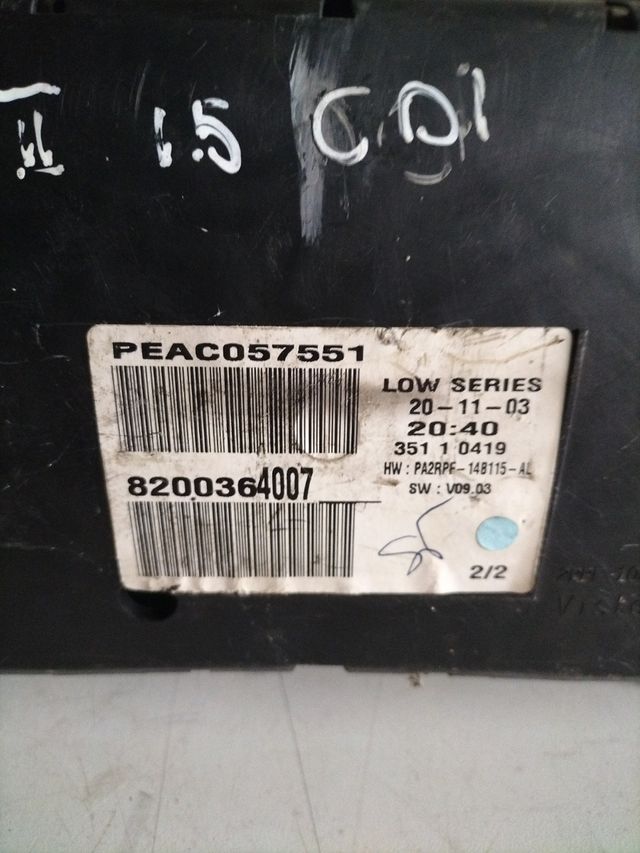 II 1.5 CDi
PEAC057551
LOW SERIES
20-11-03
20:40
351 1 0419
HW : PA2RPF-14B115-AL
SW : V09.03
8200364007
2/2